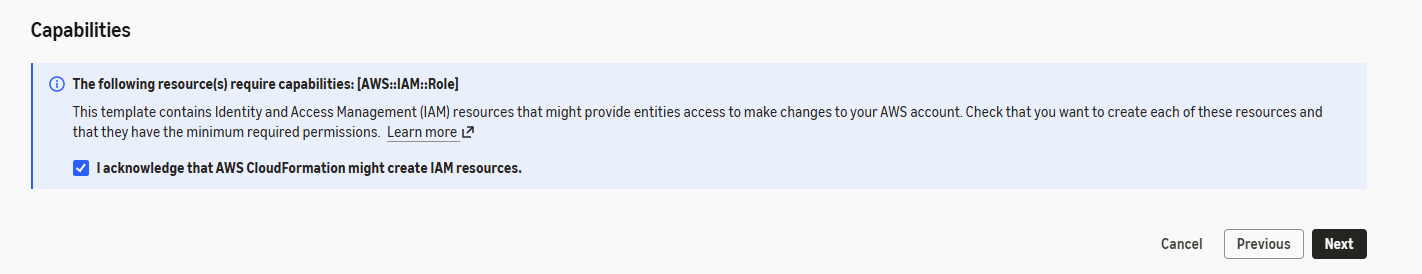 Capabilities
The following resource(s) require capabilities: [AWS::IAM::Role]
This template contains Identity and Access Management (IAM) resources that might provide entities access to make changes to your AWS account. Check that you want to create each of these resources and
that they have the minimum required permissions. Learn more
I acknowledge that AWS CloudFormation might create IAM resources.
Cancel Previous Next